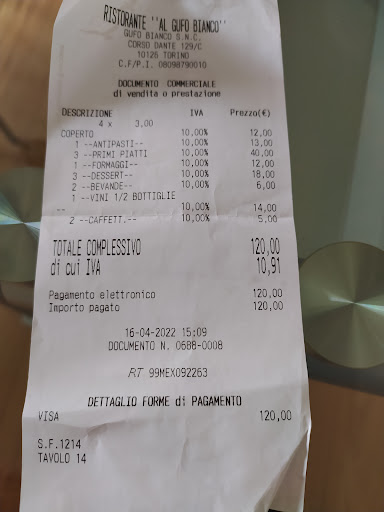 RISTORANTE ''AL GUFO BIANCO''
GUFO BIANCO S.N.C.
CORSO DANTE 129/C
10126 TORINO
C.F/P.I. 08098790010
DOCUMENTO COMMERCIALE
di vendita o prestazione
DESCRIZIONE IVA Prezzo(€)
4 x 3,00
COPERTO 10,00% 12,00
1 --ANTIPASTI-- 10,00% 13,00
3 --PRIMI PIATTI 10,00% 40,00
1 --FORMAGGI-- 10,00% 12,00
3 --DESSERT-- 10,00% 18,00
2 --BEVANDE-- 10,00% 6,00
1 --VINI 1/2 BOTTIGLIE
-- 10,00% 14,00
2 --CAFFETT.-- 10,00% 5,00
TOTALE COMPLESSIVO 120,00
di cui IVA 10,91
Pagamento elettronico 120,00
Importo pagato 120,00
16-04-2022 15:09
DOCUMENTO N. 0688-0008
RT 99MEX092263
DETTAGLIO FORME di PAGAMENTO
VISA 120,00
S.F.1214
TAVOLO 14